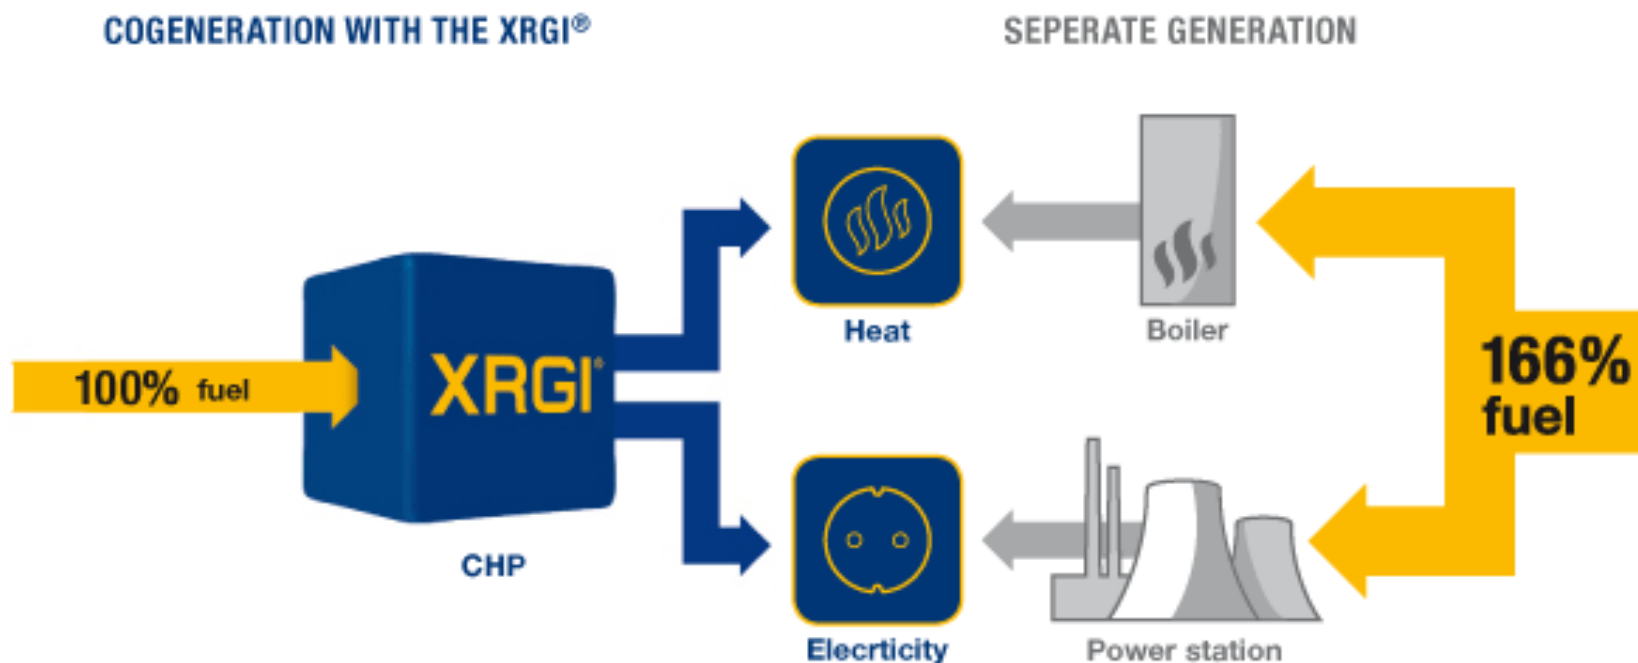 COGENERATION WITH THE XRGI®
SEPERATE GENERATION
100% fuel
XRGI®
CHP
Heat
Elecrticity
Boiler
Power station
166%
fuel